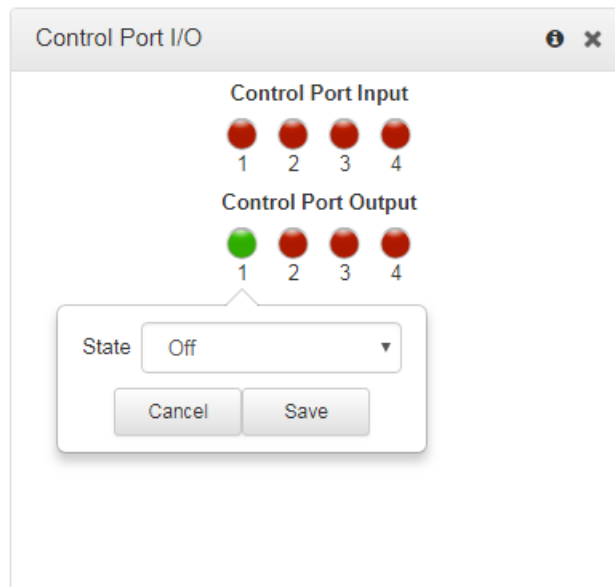 Control Port I/O
Control Port Input
1 2 3 4
Control Port Output
1 2 3 4
State Off
Cancel Save